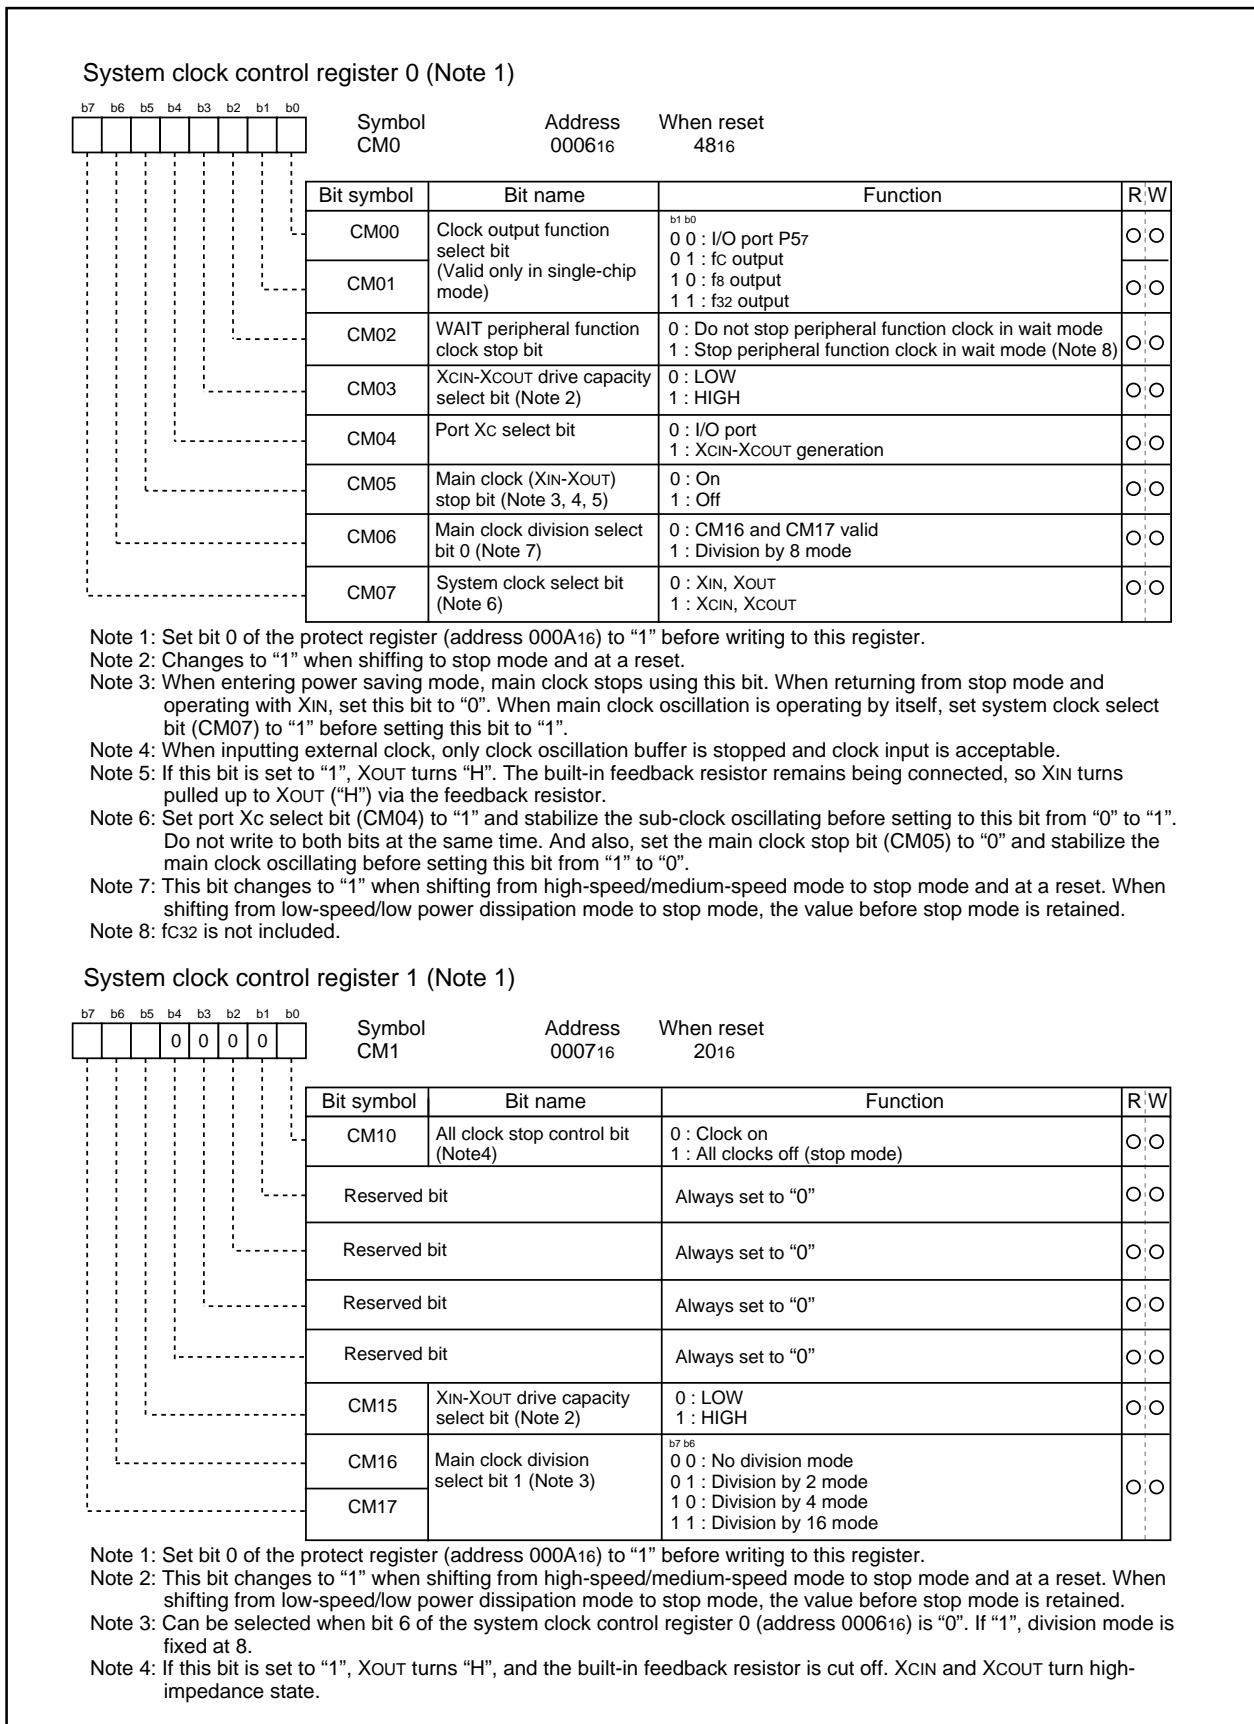 System clock control register 0 (Note 1)
b7 b6 b5 b4 b3 b2 b1 b0
Symbol Address When reset
CM0 000616 4816
Bit symbol Bit name Function R W
CM00 Clock output function select bit (Valid only in single-chip mode)
CM01
b1 b0
0 0 : I/O port P57
0 1 : fC output
1 0 : f8 output
1 1 : f32 output
CM02 WAIT peripheral function clock stop bit
0 : Do not stop peripheral function clock in wait mode
1 : Stop peripheral function clock in wait mode (Note 8)
CM03 XCIN-XCOUT drive capacity select bit (Note 2)
0 : LOW
1 : HIGH
CM04 Port XC select bit
0 : I/O port
1 : XCIN-XCOUT generation
CM05 Main clock (XIN-XOUT) stop bit (Note 3, 4, 5)
0 : On
1 : Off
CM06 Main clock division select bit 0 (Note 7)
0 : CM16 and CM17 valid
1 : Division by 8 mode
CM07 System clock select bit (Note 6)
0 : XIN, XOUT
1 : XCIN, XCOUT
Note 1: Set bit 0 of the protect register (address 000A16) to “1” before writing to this register.
Note 2: Changes to “1” when shiffing to stop mode and at a reset.
Note 3: When entering power saving mode, main clock stops using this bit. When returning from stop mode and
operating with XIN, set this bit to “0”. When main clock oscillation is operating by itself, set system clock select
bit (CM07) to “1” before setting this bit to “1”.
Note 4: When inputting external clock, only clock oscillation buffer is stopped and clock input is acceptable.
Note 5: If this bit is set to “1”, XOUT turns “H”. The built-in feedback resistor remains being connected, so XIN turns
pulled up to XOUT (“H”) via the feedback resistor.
Note 6: Set port Xc select bit (CM04) to “1” and stabilize the sub-clock oscillating before setting to this bit from “0” to “1”.
Do not write to both bits at the same time. And also, set the main clock stop bit (CM05) to “0” and stabilize the
main clock oscillating before setting this bit from “1” to “0”.
Note 7: This bit changes to “1” when shifting from high-speed/medium-speed mode to stop mode and at a reset. When
shifting from low-speed/low power dissipation mode to stop mode, the value before stop mode is retained.
Note 8: fC32 is not included.
System clock control register 1 (Note 1)
b7 b6 b5 b4 b3 b2 b1 b0
0 0 0 0
Symbol Address When reset
CM1 000716 2016
Bit symbol Bit name Function R W
CM10 All clock stop control bit (Note4)
0 : Clock on
1 : All clocks off (stop mode)
Reserved bit Always set to “0”
Reserved bit Always set to “0”
Reserved bit Always set to “0”
Reserved bit Always set to “0”
CM15 XIN-XOUT drive capacity select bit (Note 2)
0 : LOW
1 : HIGH
CM16 Main clock division select bit 1 (Note 3)
CM17
b7 b6
0 0 : No division mode
0 1 : Division by 2 mode
1 0 : Division by 4 mode
1 1 : Division by 16 mode
Note 1: Set bit 0 of the protect register (address 000A16) to “1” before writing to this register.
Note 2: This bit changes to “1” when shifting from high-speed/medium-speed mode to stop mode and at a reset. When
shifting from low-speed/low power dissipation mode to stop mode, the value before stop mode is retained.
Note 3: Can be selected when bit 6 of the system clock control register 0 (address 000616) is “0”. If “1”, division mode is
fixed at 8.
Note 4: If this bit is set to “1”, XOUT turns “H”, and the built-in feedback resistor is cut off. XCIN and XCOUT turn high-
impedance state.